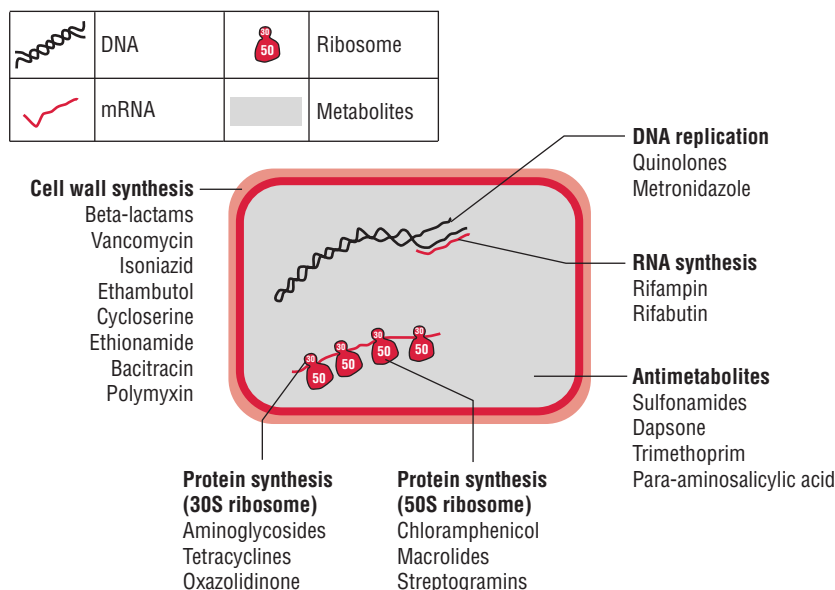 DNA
30
50
Ribosome
mRNA
Metabolites
DNA replication
Quinolones
Metronidazole
Cell wall synthesis
Beta-lactams
Vancomycin
Isoniazid
Ethambutol
Cycloserine
Ethionamide
Bacitracin
Polymyxin
RNA synthesis
Rifampin
Rifabutin
30
50
30
50
30
50
30
50
Antimetabolites
Sulfonamides
Dapsone
Trimethoprim
Para-aminosalicylic acid
Protein synthesis
(30S ribosome)
Aminoglycosides
Tetracyclines
Oxazolidinone
Protein synthesis
(50S ribosome)
Chloramphenicol
Macrolides
Streptogramins